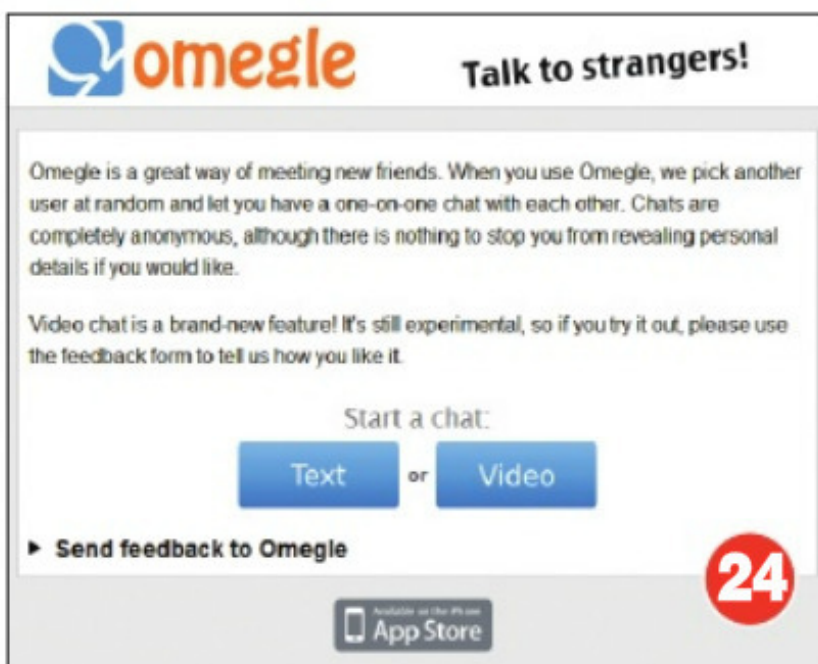 omegle
Talk to strangers!
Omegle is a great way of meeting new friends. When you use Omegle, we pick another
user at random and let you have a one-on-one chat with each other. Chats are
completely anonymous, although there is nothing to stop you from revealing personal
details if you would like.
Video chat is a brand-new feature! It's still experimental, so if you try it out, please use
the feedback form to tell us how you like it.
Start a chat:
Text or Video
Send feedback to Omegle
24
Available on the iPhone
App Store